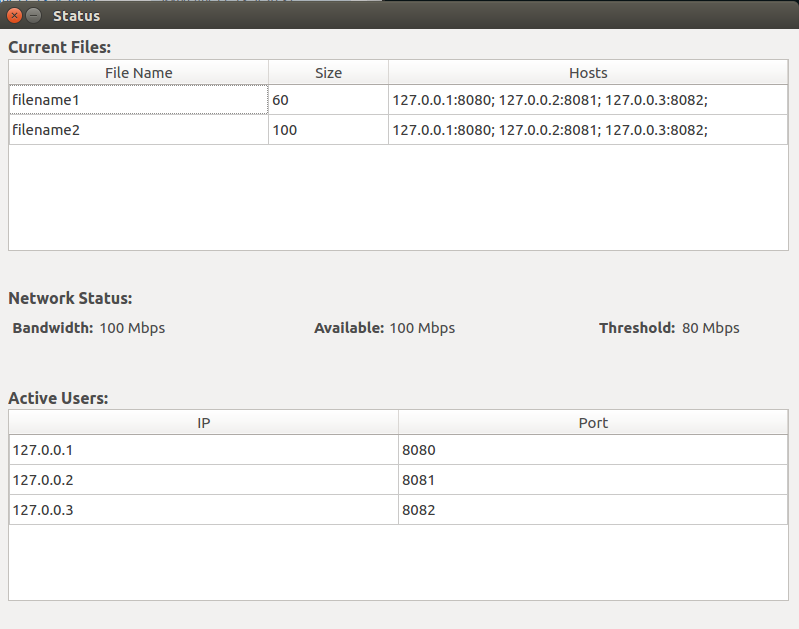 Status
Current Files:
File Name Size Hosts
filename1 60 127.0.0.1:8080; 127.0.0.2:8081; 127.0.0.3:8082;
filename2 100 127.0.0.1:8080; 127.0.0.2:8081; 127.0.0.3:8082;
Network Status:
Bandwidth: 100 Mbps Available: 100 Mbps Threshold: 80 Mbps
Active Users:
IP Port
127.0.0.1 8080
127.0.0.2 8081
127.0.0.3 8082